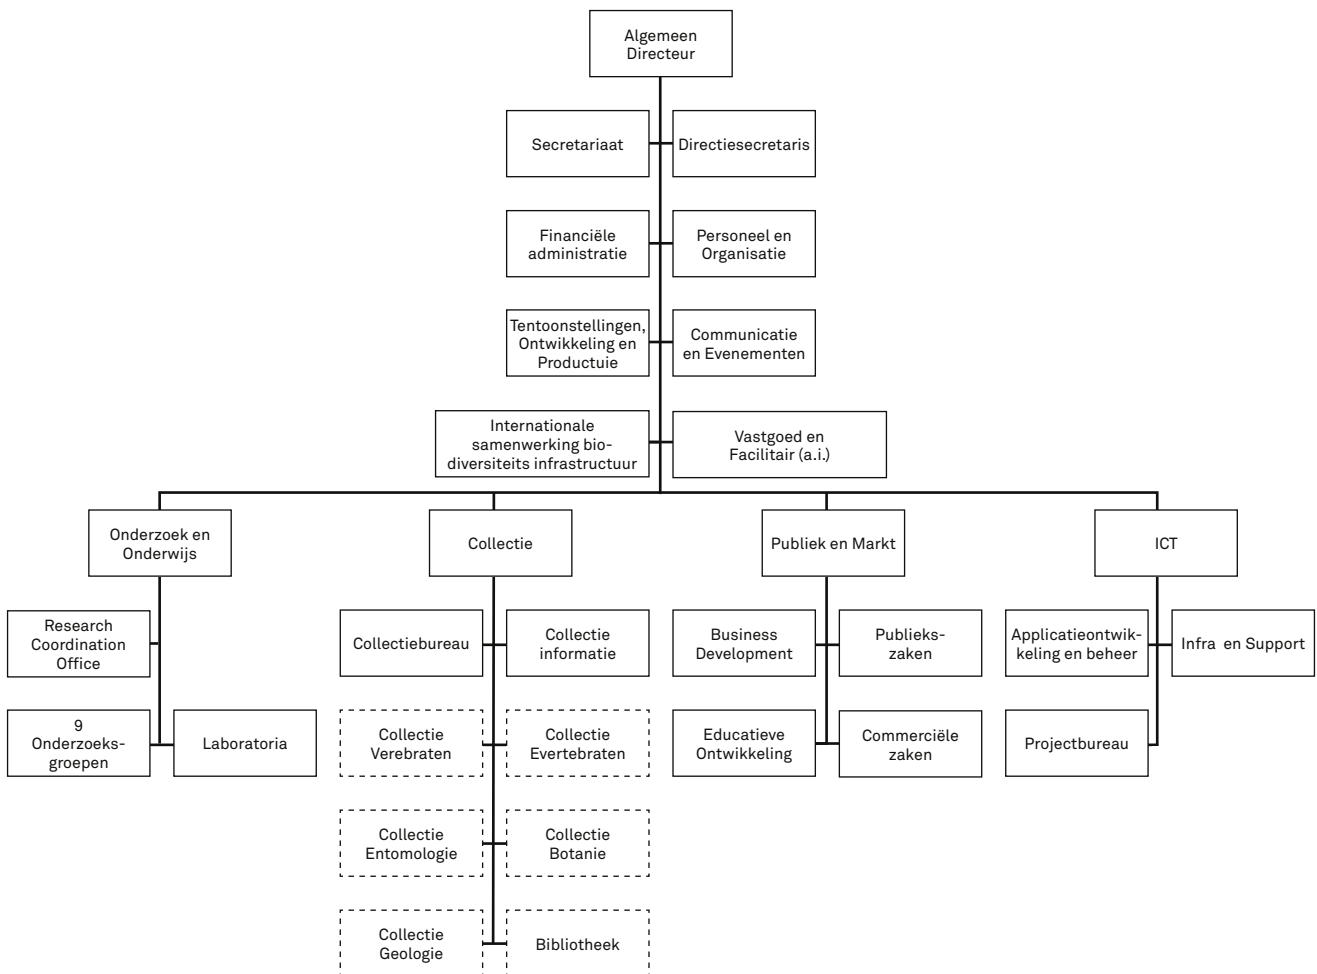 Algemeen
Directeur
Secretariaat
Directiesecretaris
Financiële
administratie
Personeel en
Organisatie
Tentoonstellingen,
Ontwikkeling en
Productuie
Communicatie
en Evenementen
Internationale
samenwerking bio-
diversiteits infrastructuur
Vastgoed en
Facilitair (a.i.)
Onderzoek en
Onderwijs
Collectie
Publiek en Markt
ICT
Research
Coordination
Office
Collectiebureau
Collectie
informatie
Business
Development
Publieks-
zaken
Applicatieontwik-
keling en beheer
Infra en Support
9
Onderzoeks-
groepen
Laboratoria
Collectie
Verebraten
Collectie
Evertebraten
Educatieve
Ontwikkeling
Commerciële
zaken
Projectbureau
Collectie
Entomologie
Collectie
Botanie
Collectie
Geologie
Bibliotheek